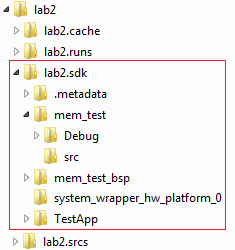 lab2
lab2.cache
lab2.runs
lab2.sdk
.metadata
mem_test
Debug
src
mem_test_bsp
system_wrapper_hw_platform_0
TestApp
lab2.srcs